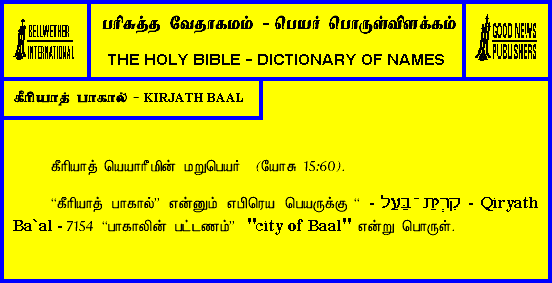 BELLWETHER
INTERNATIONAL
பரிசுத்த வேதாகமம் - பெயர் பொருள்விளக்கம்
THE HOLY BIBLE - DICTIONARY OF NAMES
GOOD NEWS
PUBLISHERS
கீரியாத் பாகால் - KIRJATH BAAL
கீரியாத் யெயாரீமின் மறுபெயர் (யோசு 15:60).
“கீரியாத் பாகால்” என்னும் எபிரெய பெயருக்கு “ - קִרְיַת־בַּעַל - Qiryath
Ba`al - 7154 “பாகாலின் பட்டணம்” "city of Baal" என்று பொருள்.